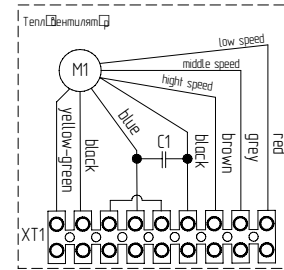 low speed
middle speed
hight speed
M1
C1
yellow-green
black
blue
black
brown
grey
red
XT1